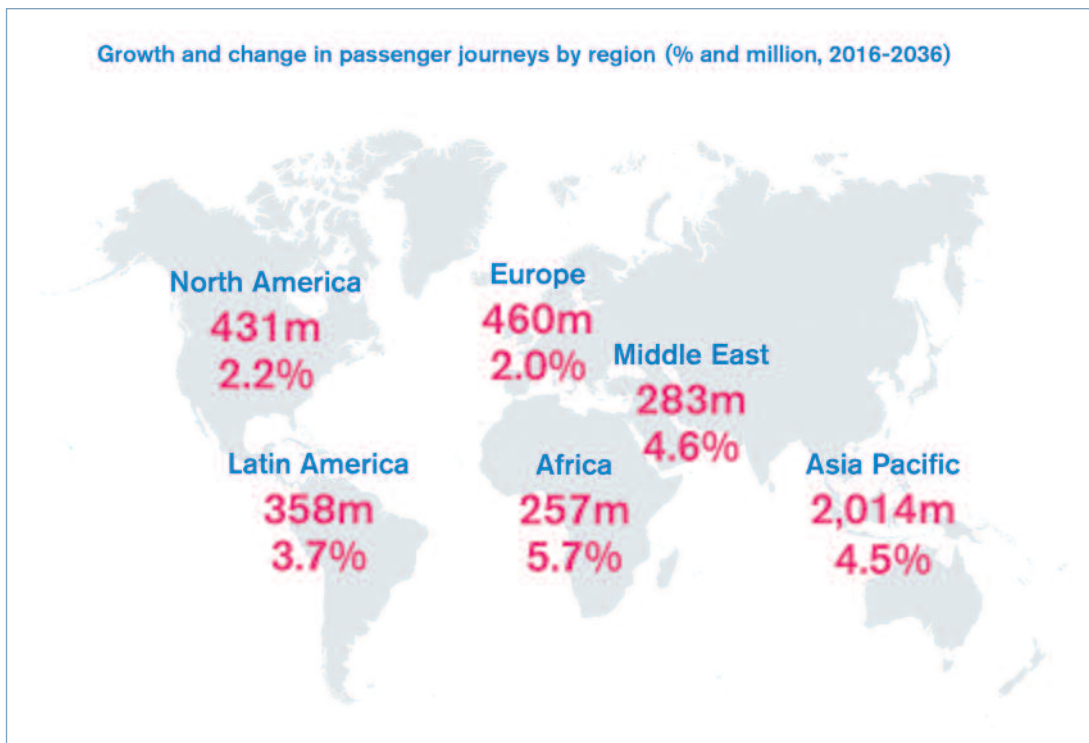 Growth and change in passenger journeys by region (% and million, 2016-2036)
North America
431m
2.2%
Europe
460m
2.0%
Middle East
283m
4.6%
Latin America
358m
3.7%
Africa
257m
5.7%
Asia Pacific
2,014m
4.5%